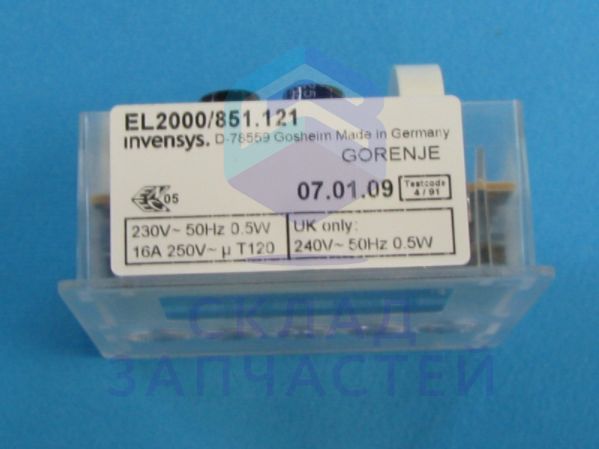 EL2000/851.121
invensys. D-78559 Gosheim Made in Germany
GORENJE
07.01.09 Testcode 4/91
05
230V~ 50Hz 0.5W
16A 250V~ µ T120
UK only:
240V~ 50Hz 0.5W
СКЛАД
ЗАПЧАСТЕЙ